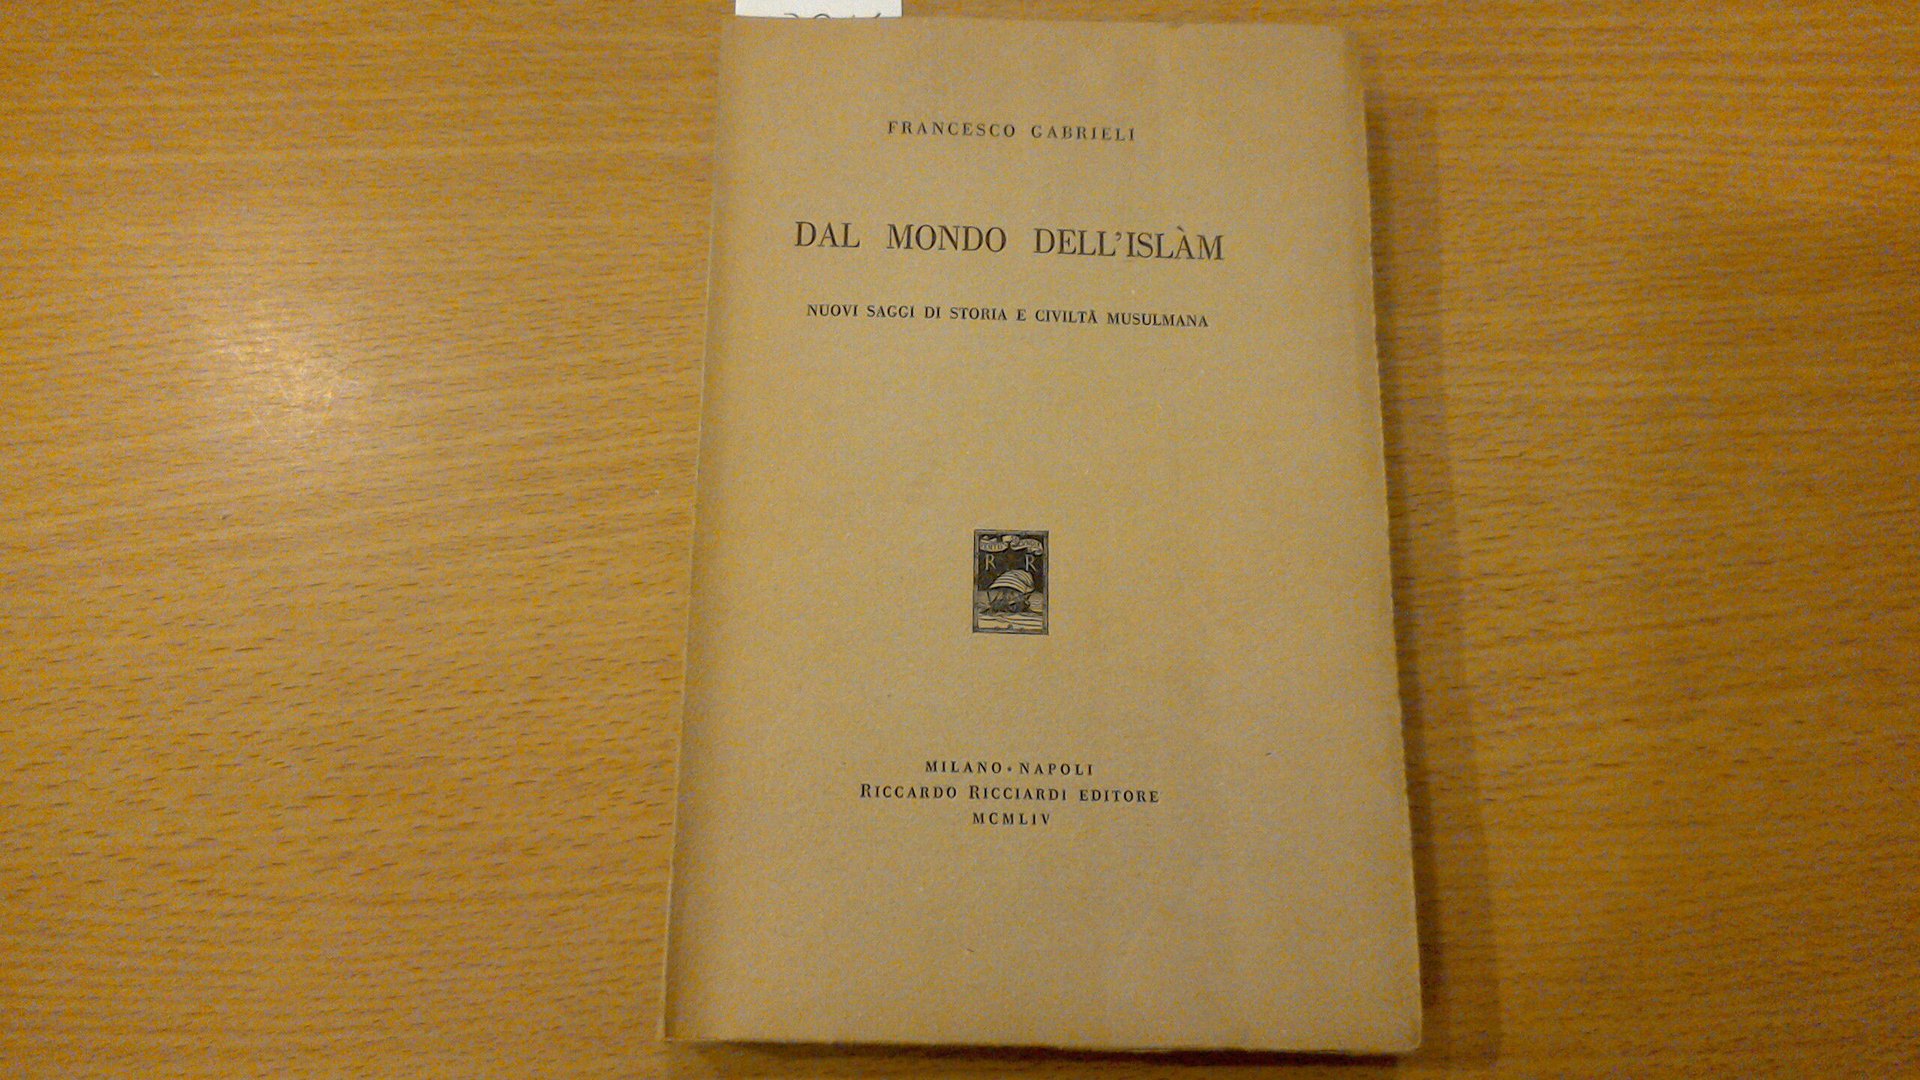 FRANCESCO GABRIELI
DAL MONDO DELL'ISLÀM
NUOVI SAGGI DI STORIA E CIVILTÀ MUSULMANA
R R
MILANO • NAPOLI
RICCARDO RICCIARDI EDITORE
MCMLIV